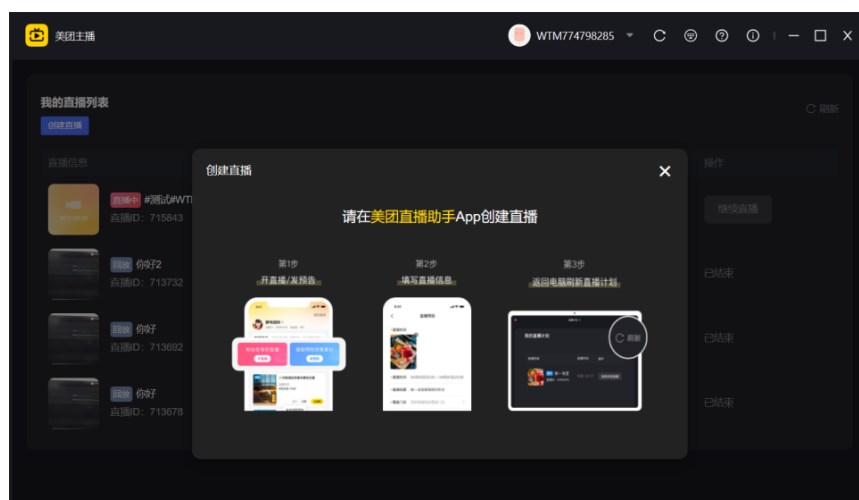 美团主播
WTM774798285
我的直播列表
刷新
创建直播
直播信息
操作
创建直播
直播中 #测试#WT
直播ID: 715843
继续直播
请在美团直播助手App创建直播
第1步
开直播/发预告
第2步
填写直播信息
第3步
返回电脑刷新直播计划
回放 你好2
直播ID: 713732
已结束
回放 你好
直播ID: 713692
已结束
回放 你好
直播ID: 713678
已结束
刷新